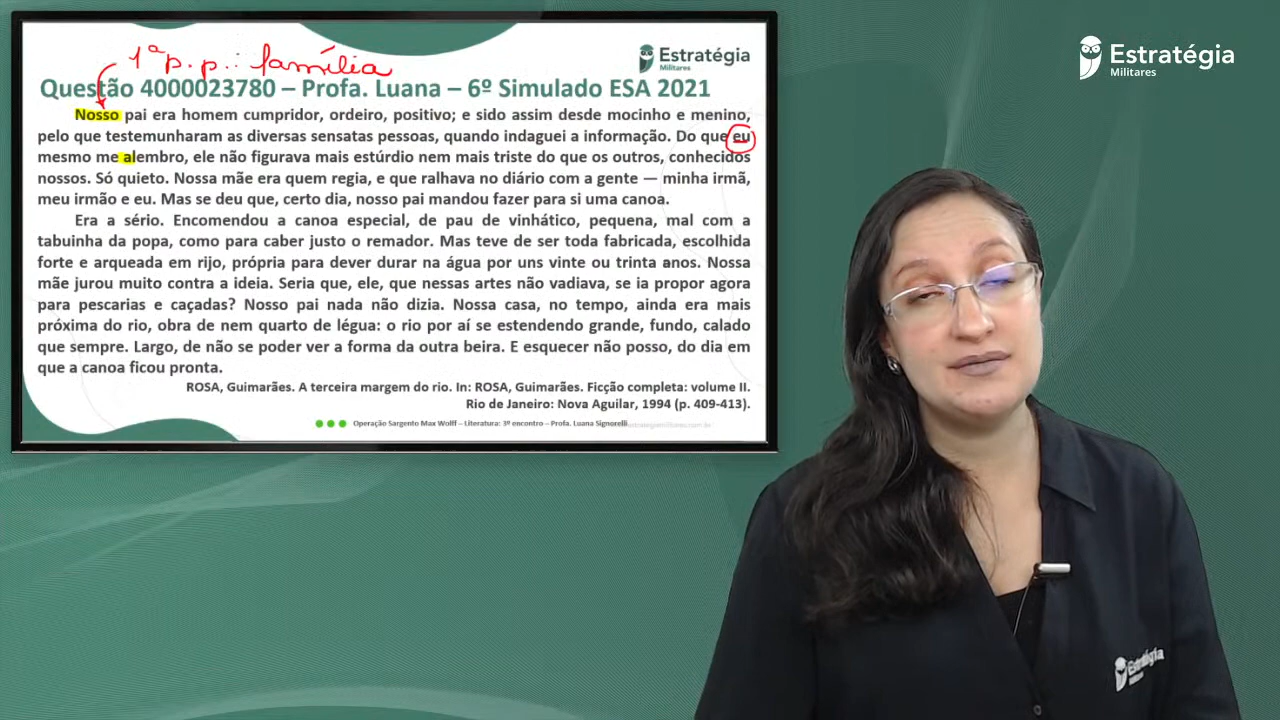 1ª p.p.: família
Estratégia
Militares
Questão 4000023780 – Profa. Luana – 6º Simulado ESA 2021
Nosso pai era homem cumpridor, ordeiro, positivo; e sido assim desde mocinho e menino,
pelo que testemunharam as diversas sensatas pessoas, quando indaguei a informação. Do que eu
mesmo me alembro, ele não figurava mais estúrdio nem mais triste do que os outros, conhecidos
nossos. Só quieto. Nossa mãe era quem regia, e que ralhava no diário com a gente — minha irmã,
meu irmão e eu. Mas se deu que, certo dia, nosso pai mandou fazer para si uma canoa.
Era a sério. Encomendou a canoa especial, de pau de vinhático, pequena, mal com a
tabuinha da popa, como para caber justo o remador. Mas teve de ser toda fabricada, escolhida
forte e arqueada em rijo, própria para dever durar na água por uns vinte ou trinta anos. Nossa
mãe jurou muito contra a ideia. Seria que, ele, que nessas artes não vadiava, se ia propor agora
para pescarias e caçadas? Nosso pai nada não dizia. Nossa casa, no tempo, ainda era mais
próxima do rio, obra de nem quarto de légua: o rio por aí se estendendo grande, fundo, calado
que sempre. Largo, de não se poder ver a forma da outra beira. E esquecer não posso, do dia em
que a canoa ficou pronta.
ROSA, Guimarães. A terceira margem do rio. In: ROSA, Guimarães. Ficção completa: volume II.
Rio de Janeiro: Nova Aguilar, 1994 (p. 409-413).
Operação Sargento Max Wolff – Literatura: 3º encontro – Profa. Luana Signorelli
Estratégia
Militares
Estratégia
Militares